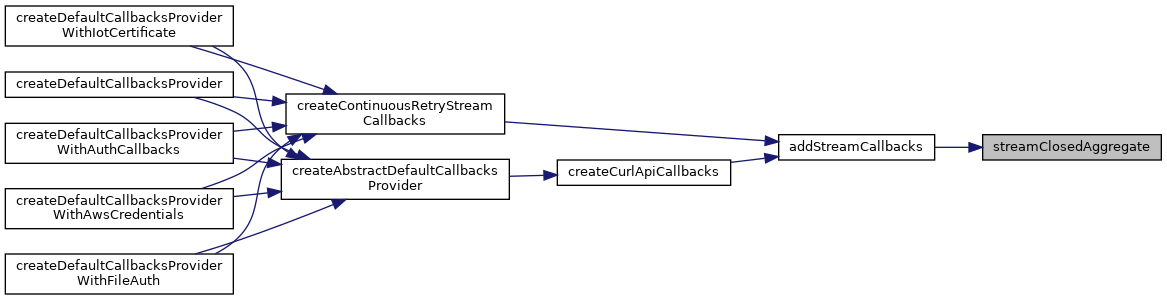 createDefaultCallbacksProvider
WithIotCertificate
createDefaultCallbacksProvider
createDefaultCallbacksProvider
WithAuthCallbacks
createDefaultCallbacksProvider
WithAwsCredentials
createDefaultCallbacksProvider
WithFileAuth
createContinuousRetryStream
Callbacks
createAbstractDefaultCallbacks
Provider
createCurlApiCallbacks
addStreamCallbacks
streamClosedAggregate